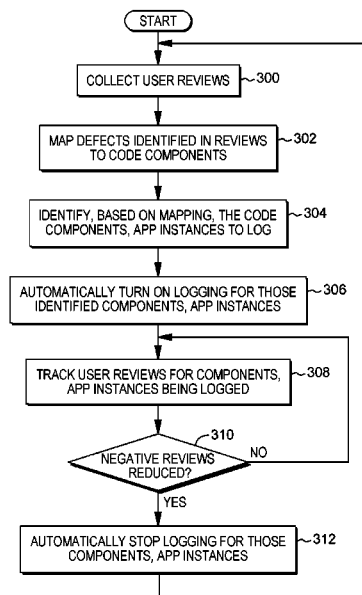 START
COLLECT USER REVIEWS
300
MAP DEFECTS IDENTIFIED IN REVIEWS
TO CODE COMPONENTS
302
IDENTIFY, BASED ON MAPPING, THE CODE
COMPONENTS, APP INSTANCES TO LOG
304
AUTOMATICALLY TURN ON LOGGING FOR THOSE
IDENTIFIED COMPONENTS, APP INSTANCES
306
TRACK USER REVIEWS FOR COMPONENTS,
APP INSTANCES BEING LOGGED
308
310
NEGATIVE REVIEWS
REDUCED?
NO
YES
AUTOMATICALLY STOP LOGGING FOR THOSE
COMPONENTS, APP INSTANCES
312